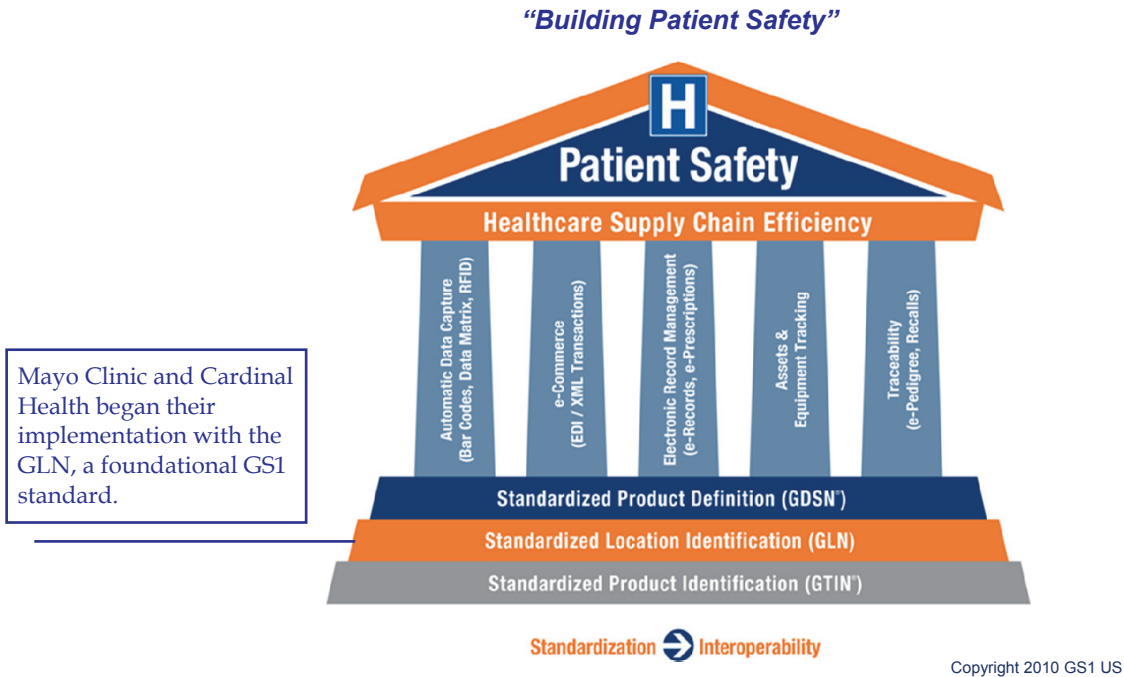 “Building Patient Safety”
H
Patient Safety
Healthcare Supply Chain Efficiency
Automatic Data Capture
(Bar Codes, Data Matrix, RFID)
e-Commerce
(EDI / XML Transactions)
Electronic Record Management
(e-Records, e-Prescriptions)
Assets &
Equipment Tracking
Traceability
(e-Pedigree, Recalls)
Mayo Clinic and Cardinal
Health began their
implementation with the
GLN, a foundational GS1
standard.
Standardized Product Definition (GDSN®)
Standardized Location Identification (GLN)
Standardized Product Identification (GTIN®)
Standardization Interoperability
Copyright 2010 GS1 US